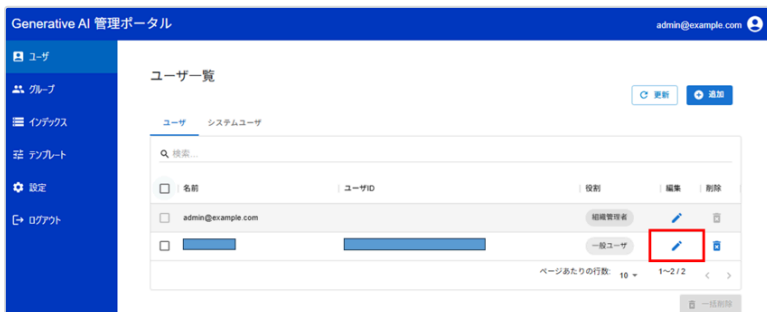 Generative AI 管理ポータル
admin@example.com
ユーザ
グループ
インデックス
テンプレート
設定
ログアウト
ユーザ一覧
更新
追加
ユーザ システムユーザ
検索...
名前 ユーザID 役割 編集 削除
admin@example.com 組織管理者
一般ユーザ
ページあたりの行数: 10 1~2 / 2
一括削除